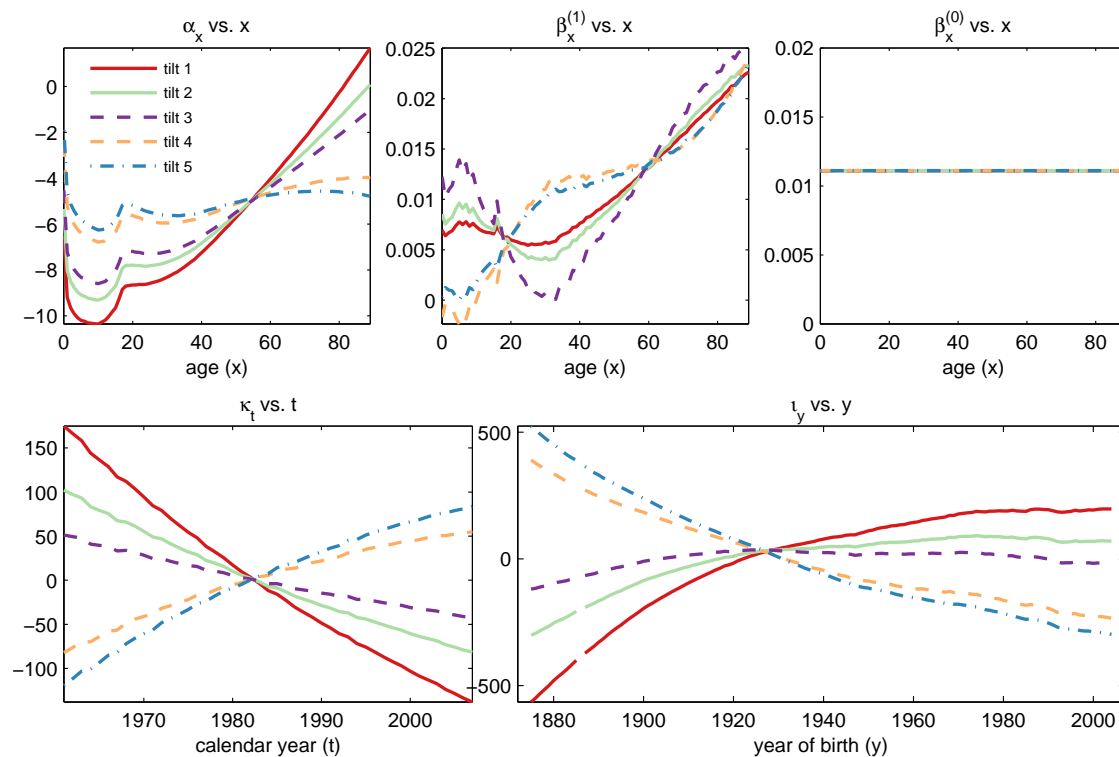 α_x vs. x
β_x^(1) vs. x
β_x^(0) vs. x
0
−2
−4
−6
−8
−10
tilt 1
tilt 2
tilt 3
tilt 4
tilt 5
0 20 40 60 80
age (x)
0.025
0.02
0.015
0.01
0.005
0
0 20 40 60 80
age (x)
0.02
0.015
0.01
0.005
0
0 20 40 60 80
age (x)
κ_t vs. t
ι_y vs. y
150
100
50
0
−50
−100
1970 1980 1990 2000
calendar year (t)
500
0
−500
1880 1900 1920 1940 1960 1980 2000
year of birth (y)